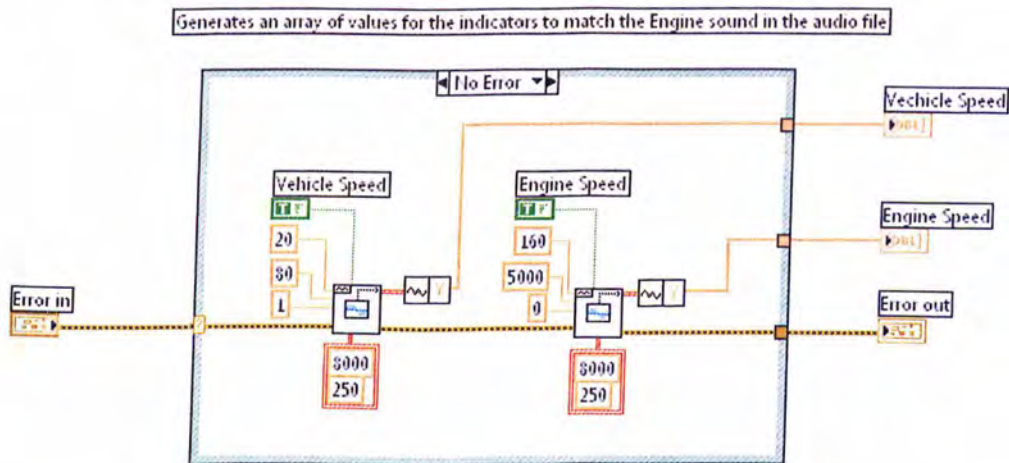 Generates an array of values for the indicators to match the Engine sound in the audio file
No Error
Vechicle Speed
Vehicle Speed
Engine Speed
T F
T F
20
160
Engine Speed
80
5000
Error in
1
0
Error out
8000
8000
250
250